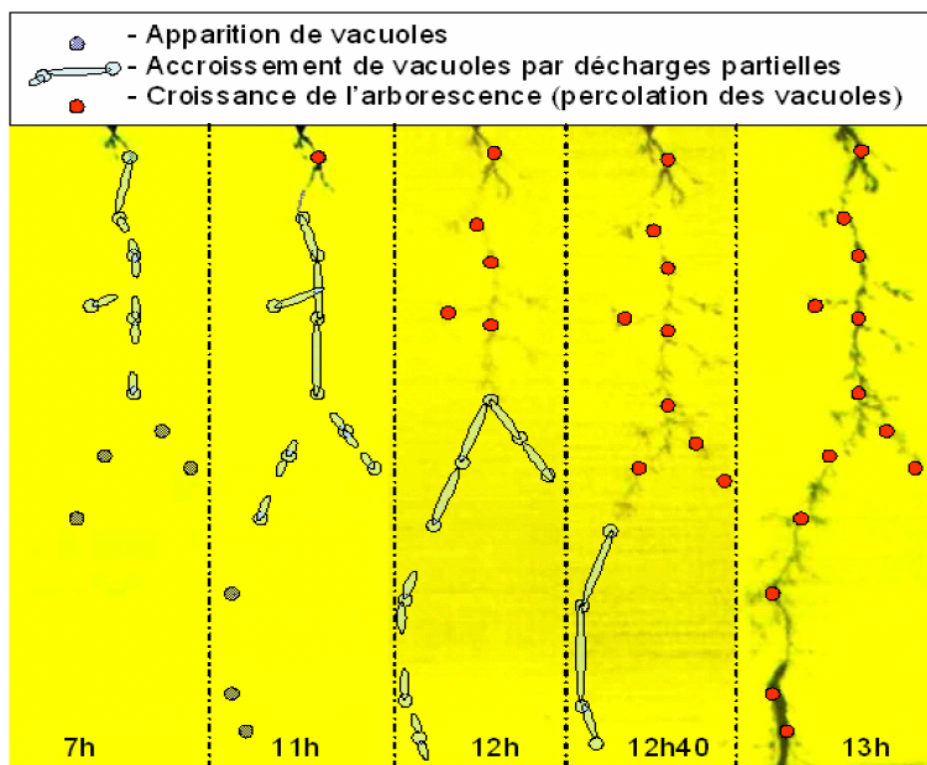 - Apparition de vacuoles
- Accroissement de vacuoles par décharges partielles
- Croissance de l'arborescence (percolation des vacuoles)
7h 11h 12h 12h40 13h